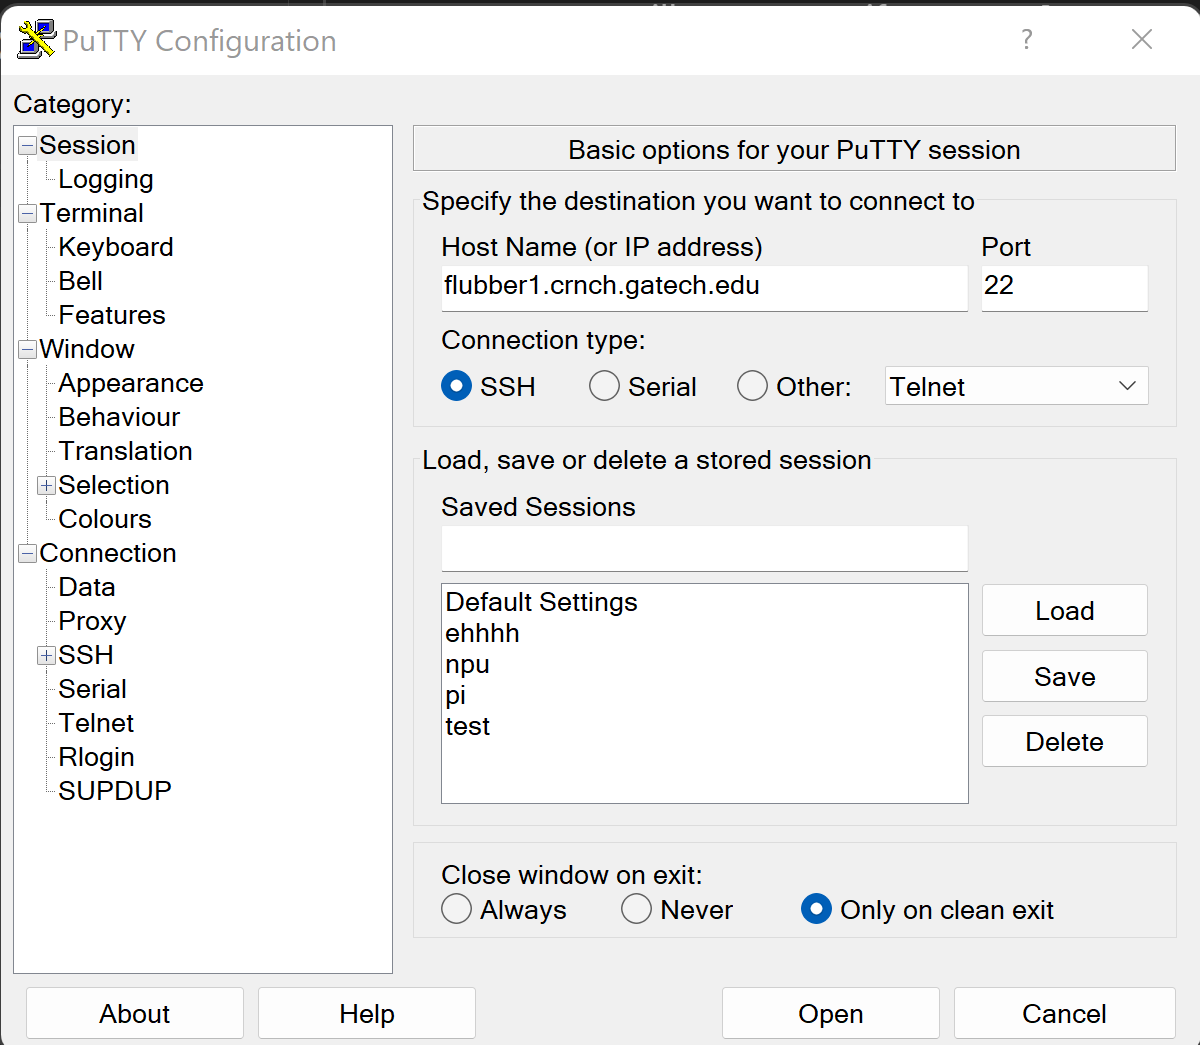 PuTTY Configuration
?
Category:
Session
Logging
Terminal
Keyboard
Bell
Features
Window
Appearance
Behaviour
Translation
Selection
Colours
Connection
Data
Proxy
SSH
Serial
Telnet
Rlogin
SUPDUP
Basic options for your PuTTY session
Specify the destination you want to connect to
Host Name (or IP address) Port
flubber1.crnch.gatech.edu 22
Connection type:
SSH Serial Other: Telnet
Load, save or delete a stored session
Saved Sessions
Default Settings
ehhhh
npu
pi
test
Load
Save
Delete
Close window on exit:
Always Never Only on clean exit
About Help Open Cancel